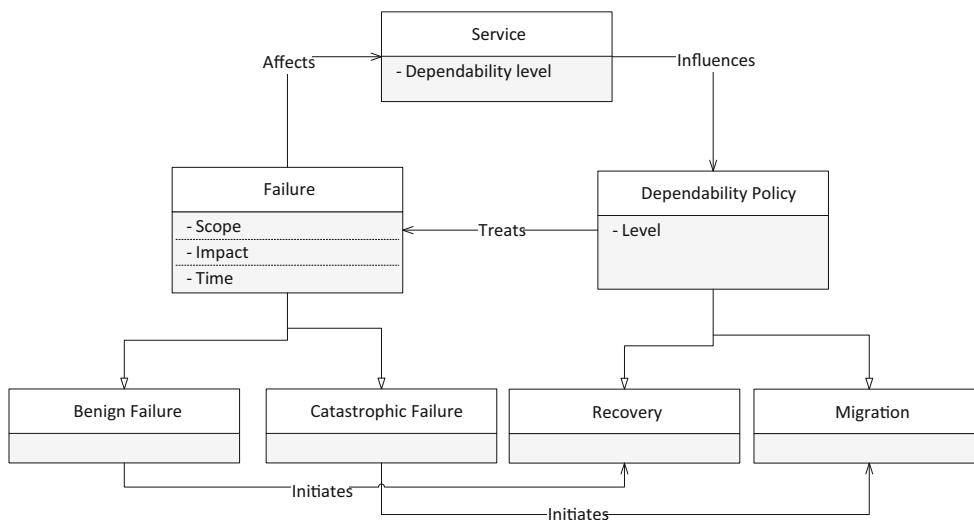 Service
- Dependability level
Affects
Influences
Failure
- Scope
- Impact
- Time
Treats
Dependability Policy
- Level
Benign Failure
Catastrophic Failure
Recovery
Migration
Initiates
Initiates